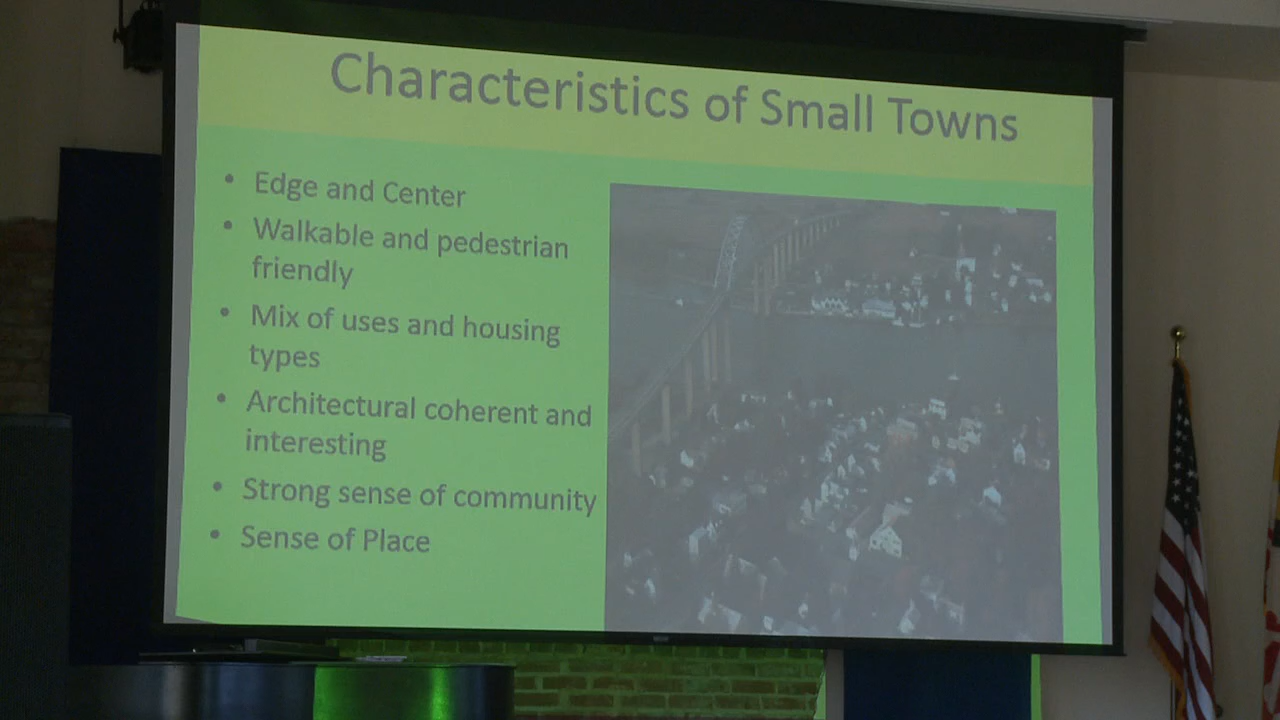 Characteristics of Small Towns
• Edge and Center
• Walkable and pedestrian
friendly
• Mix of uses and housing
types
• Architectural coherent and
interesting
• Strong sense of community
• Sense of Place